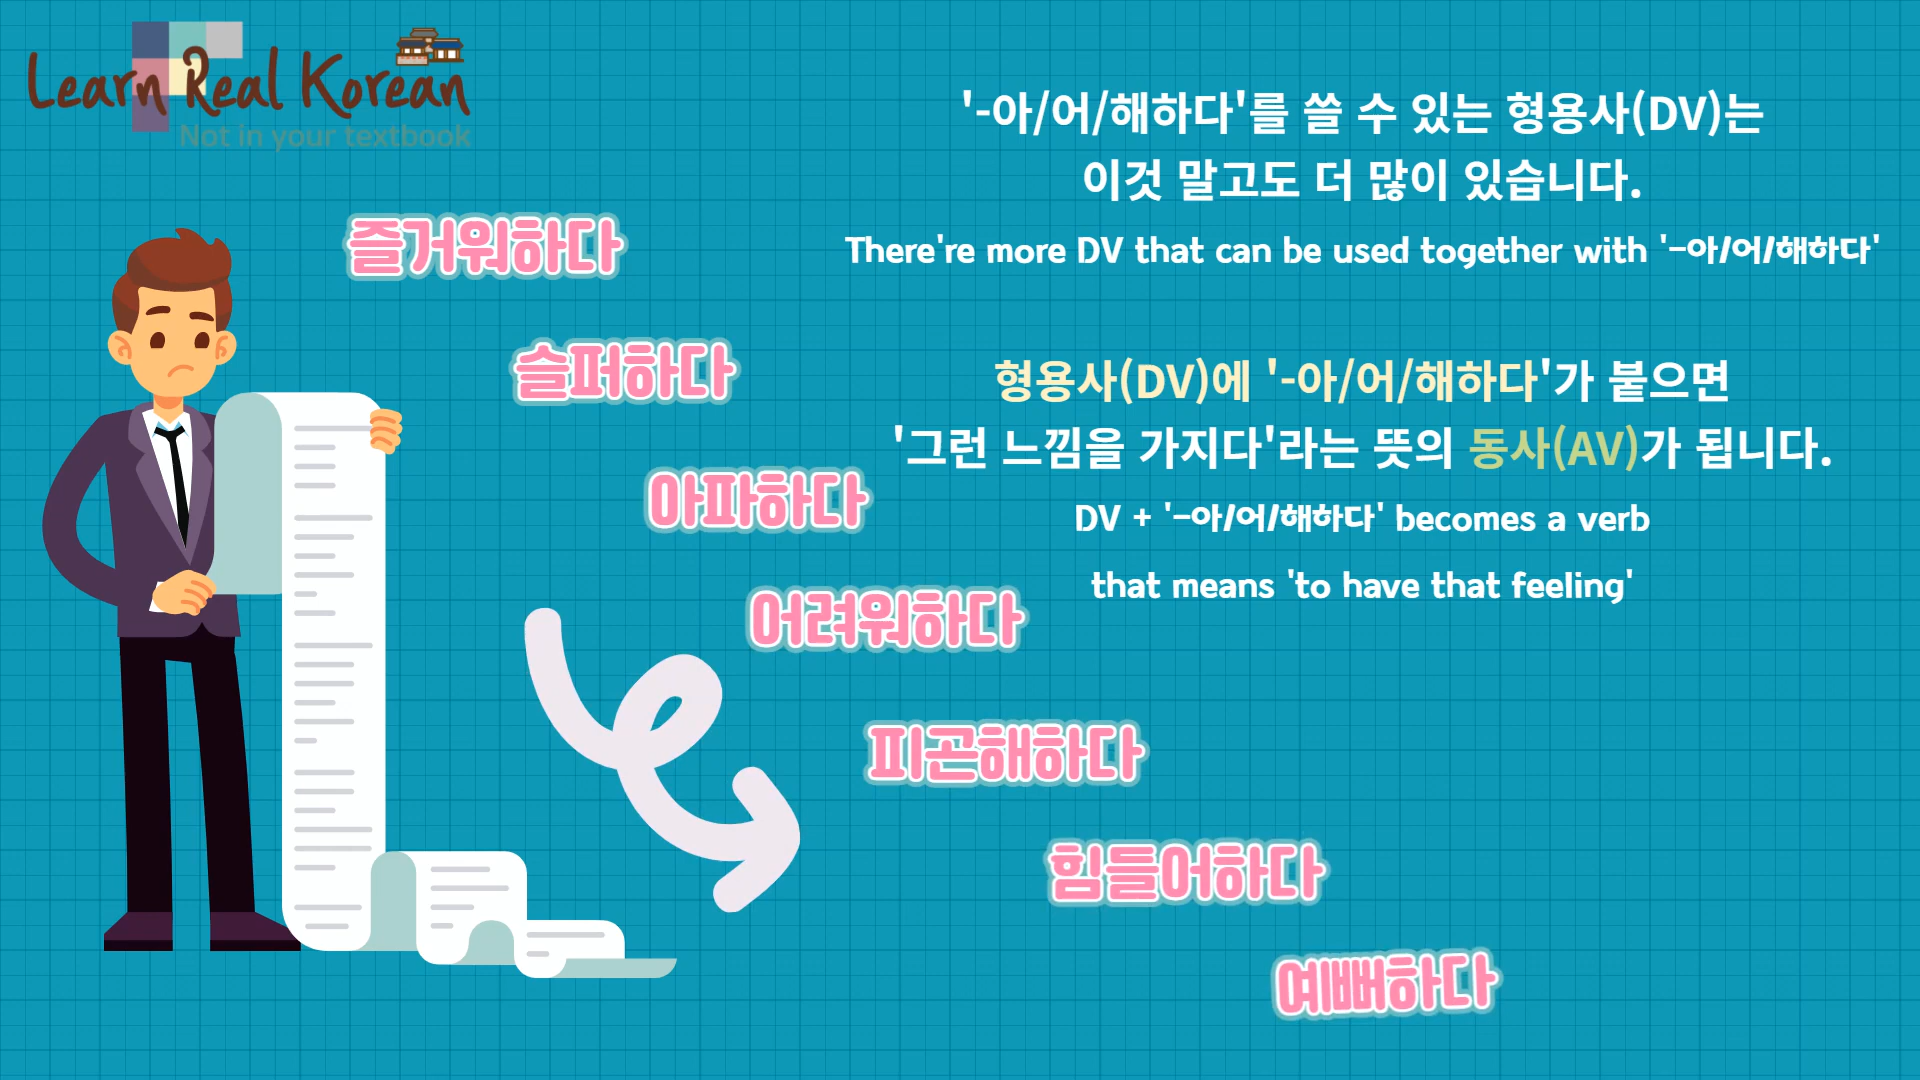 Learn Real Korean
Not in your textbook
'-아/어/해하다'를 쓸 수 있는 형용사(DV)는
이것 말고도 더 많이 있습니다.
There're more DV that can be used together with '-아/어/해하다'
형용사(DV)에 '-아/어/해하다'가 붙으면
'그런 느낌을 가지다'라는 뜻의 동사(AV)가 됩니다.
DV + '-아/어/해하다' becomes a verb
that means 'to have that feeling'
즐거워하다
슬퍼하다
아파하다
어려워하다
피곤해하다
힘들어하다
예뻐하다